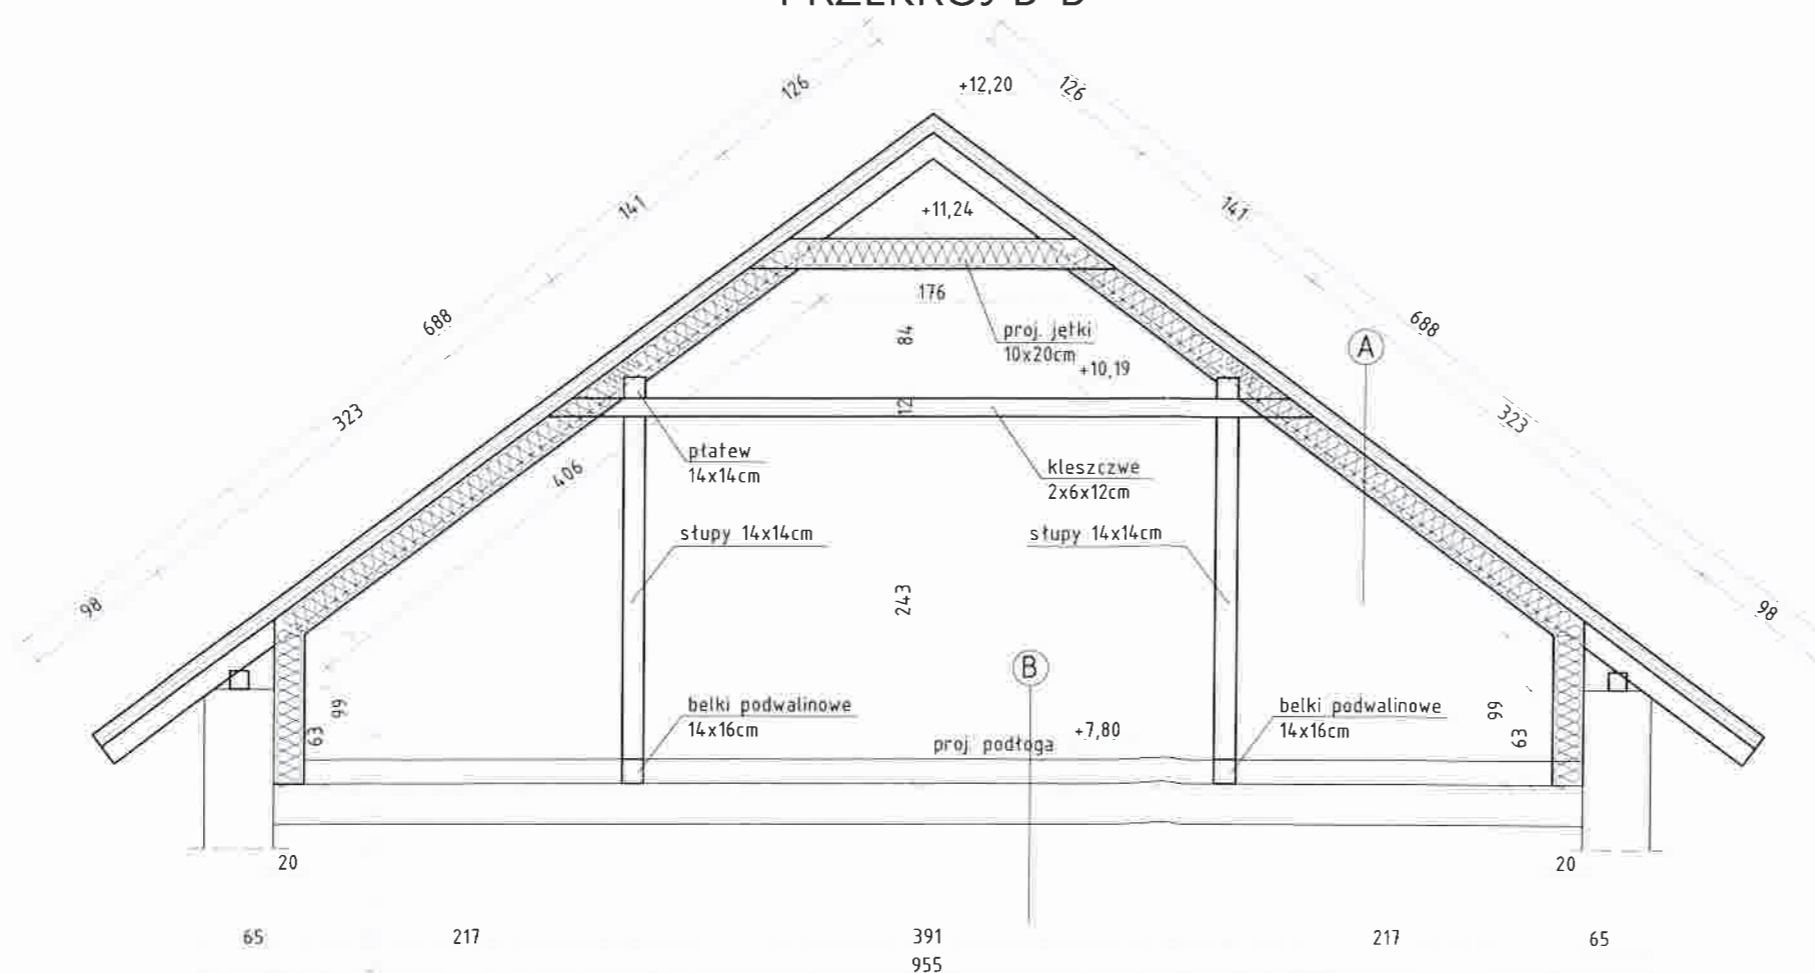 PRZEKRÓJ B-B
126
+12,20
126
141
+11,24
141
688
176
688
84
proj. jętki
10x20cm
+10,19
A
323
12
323
406
płatew
14x14cm
kleszczwe
2x6x12cm
słupy 14x14cm
słupy 14x14cm
98
243
98
B
99
63
belki podwalinowe
14x16cm
+7,80
proj. podłoga
belki podwalinowe
14x16cm
99
63
20
20
65
217
391
217
65
955